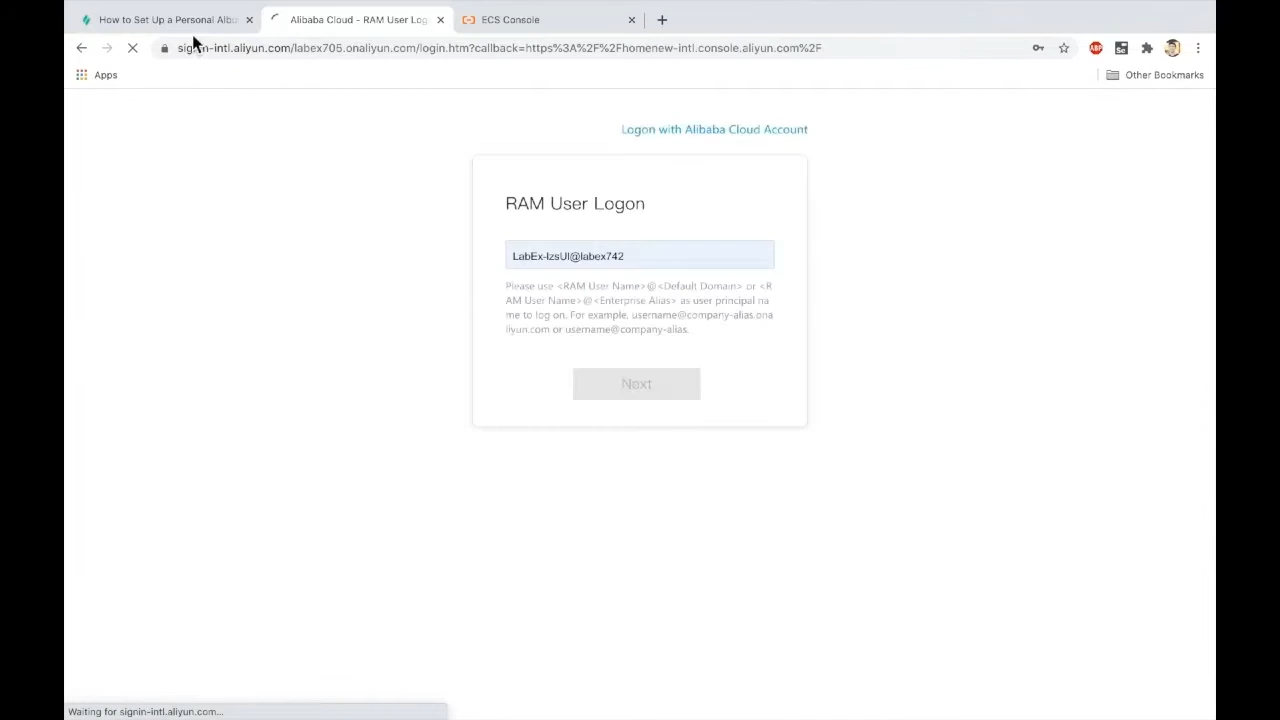 How to Set Up a Personal Albu
Alibaba Cloud - RAM User Log
ECS Console
signin-intl.aliyun.com/labex705.onaliyun.com/login.htm?callback=https%3A%2F%2Fhomenew-intl.console.aliyun.com%2F
ABP
Se
Apps
Other Bookmarks
Logon with Alibaba Cloud Account
RAM User Logon
LabEx-IzsUI@labex742
Please use <RAM User Name>@<Default Domain> or <R
AM User Name>@<Enterprise Alias> as user principal na
me to log on. For example, username@company-alias.ona
liyun.com or username@company-alias.
Next
Waiting for signin-intl.aliyun.com...